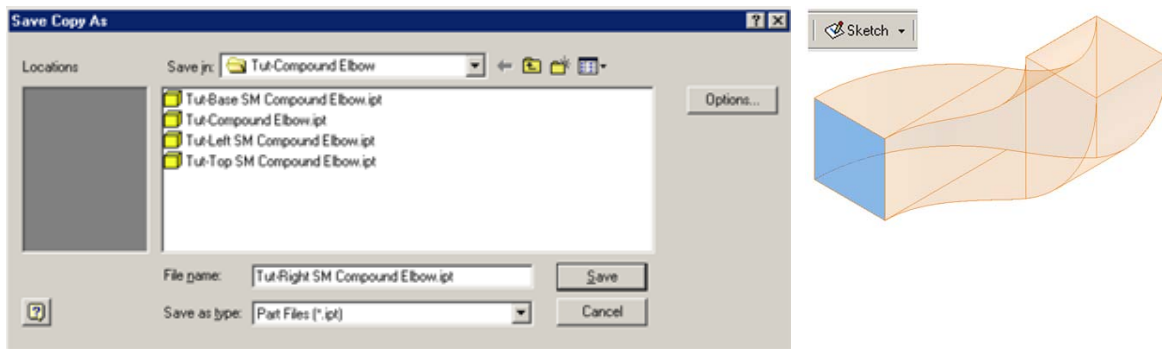 Save Copy As
Locations
Save in: Tut-Compound Elbow
Tut-Base SM Compound Elbow.ipt
Tut-Compound Elbow.ipt
Tut-Left SM Compound Elbow.ipt
Tut-Top SM Compound Elbow.ipt
Options...
File name: Tut-Right SM Compound Elbow.ipt Save
Save as type: Part Files (*.ipt) Cancel
Sketch